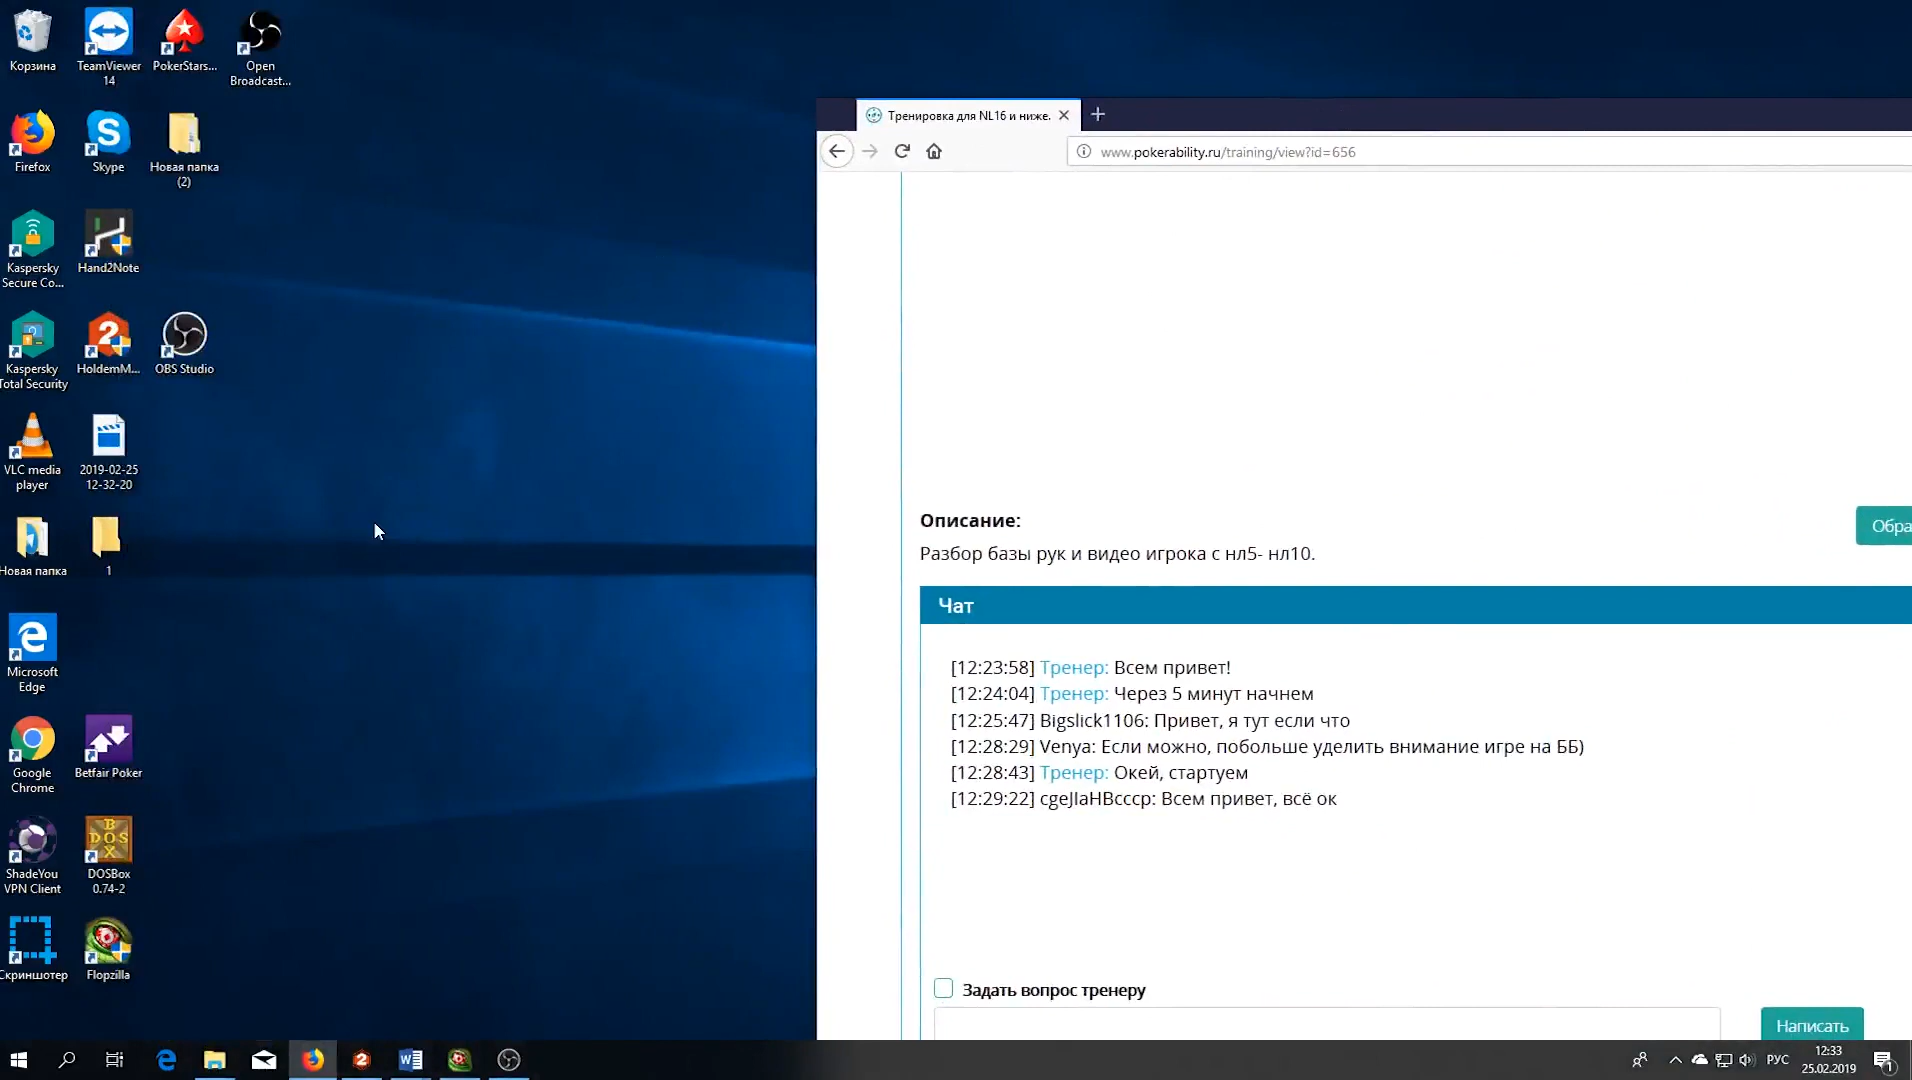 Корзина
TeamViewer
14
PokerStars...
Open
Broadcast...
Firefox
Skype
Новая папка
(2)
Kaspersky
Secure Co...
Hand2Note
Kaspersky
Total Security
HoldemM...
OBS Studio
VLC media
player
2019-02-25
12-32-20
Новая папка
1
Microsoft
Edge
Google
Chrome
Betfair Poker
ShadeYou
VPN Client
DOSBox
0.74-2
Скриншотер
Flopzilla
Тренировка для NL16 и ниже.
www.pokerability.ru/training/view?id=656
Описание:
Обра
Разбор базы рук и видео игрока с нл5- нл10.
Чат
[12:23:58] Тренер: Всем привет!
[12:24:04] Тренер: Через 5 минут начнем
[12:25:47] Bigslick1106: Привет, я тут если что
[12:28:29] Venya: Если можно, побольше уделить внимание игре на ББ)
[12:28:43] Тренер: Окей, стартуем
[12:29:22] cgeJIaHBcccp: Всем привет, всё ок
Задать вопрос тренеру
Написать
РУС
12:33
25.02.2019